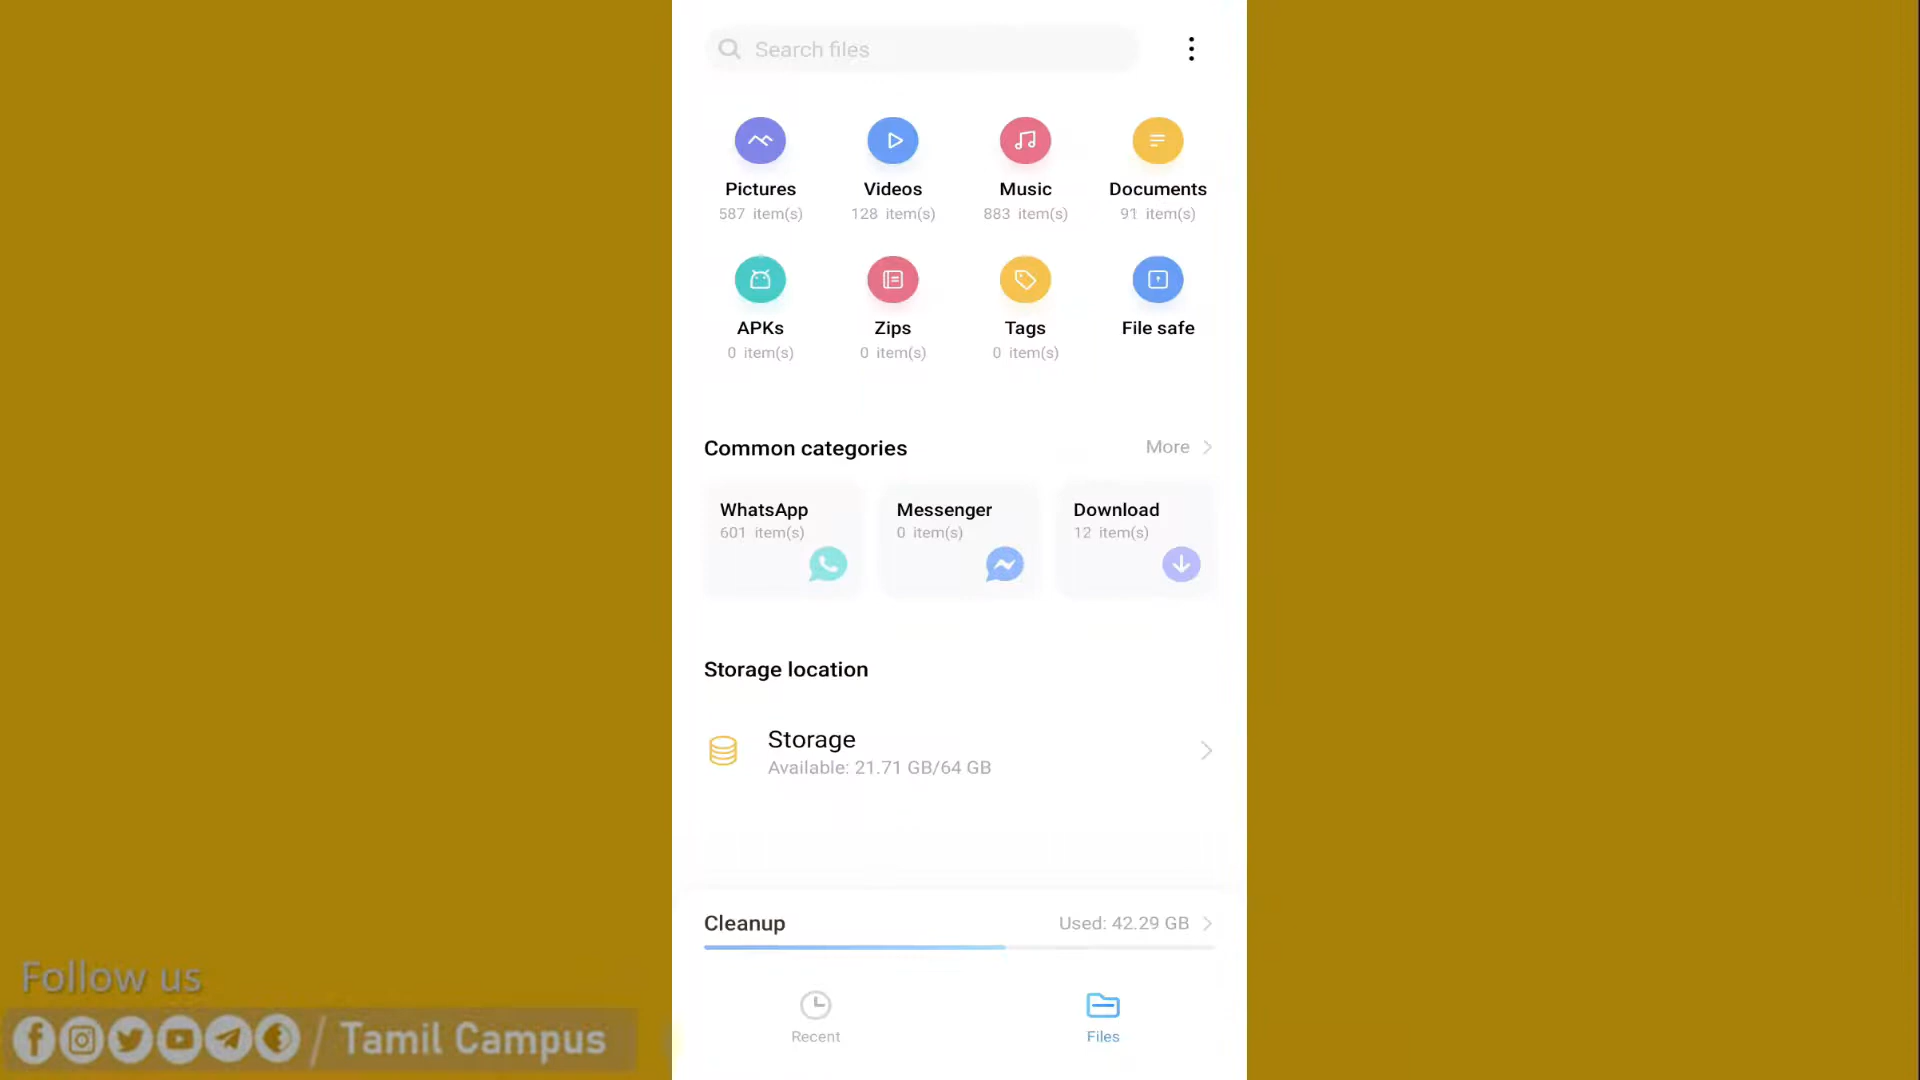 Search files
Pictures Videos Music Documents
587 item(s) 128 item(s) 883 item(s) 91 item(s)
APKs Zips Tags File safe
0 item(s) 0 item(s) 0 item(s)
Common categories More
WhatsApp Messenger Download
601 item(s) 0 item(s) 12 item(s)
Storage location
Storage
Available: 21.71 GB/64 GB
Cleanup Used: 42.29 GB
Recent Files
Follow us
/ Tamil Campus